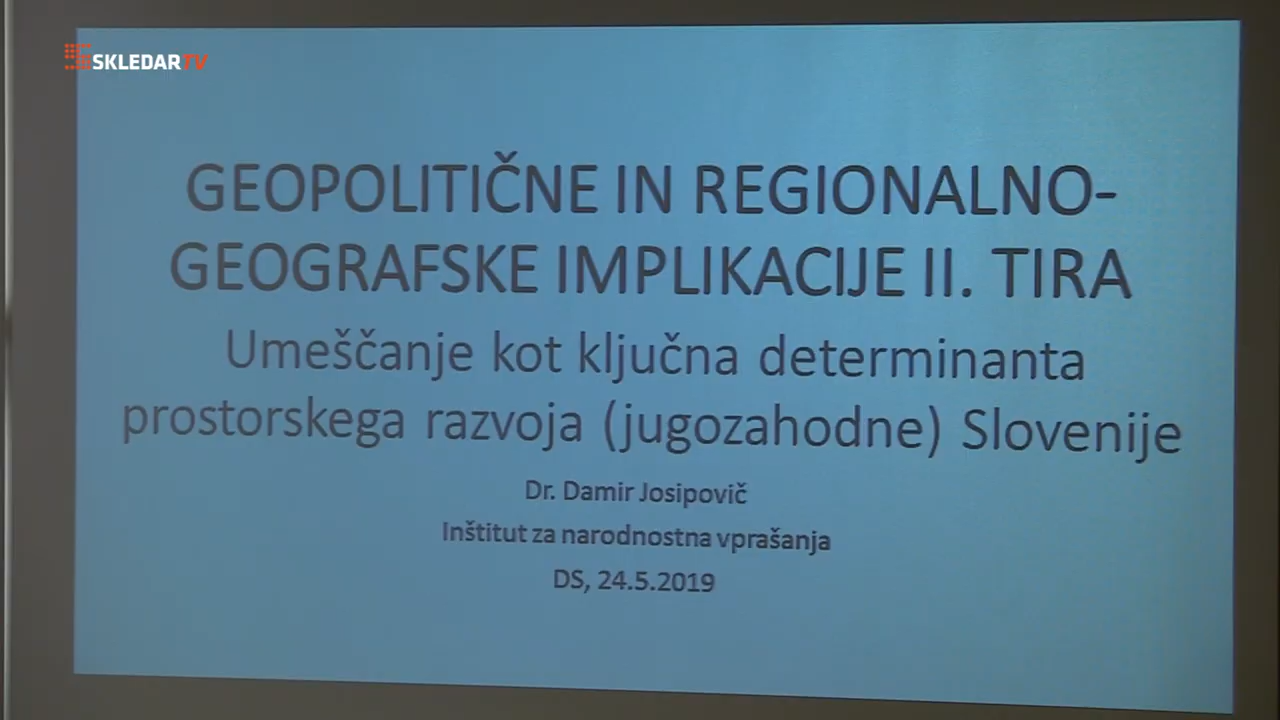 SKLEDARTV
GEOPOLITIČNE IN REGIONALNO-
GEOGRAFSKE IMPLIKACIJE II. TIRA
Umeščanje kot ključna determinanta
prostorskega razvoja (jugozahodne) Slovenije
Dr. Damir Josipovič
Inštitut za narodnostna vprašanja
DS, 24.5.2019